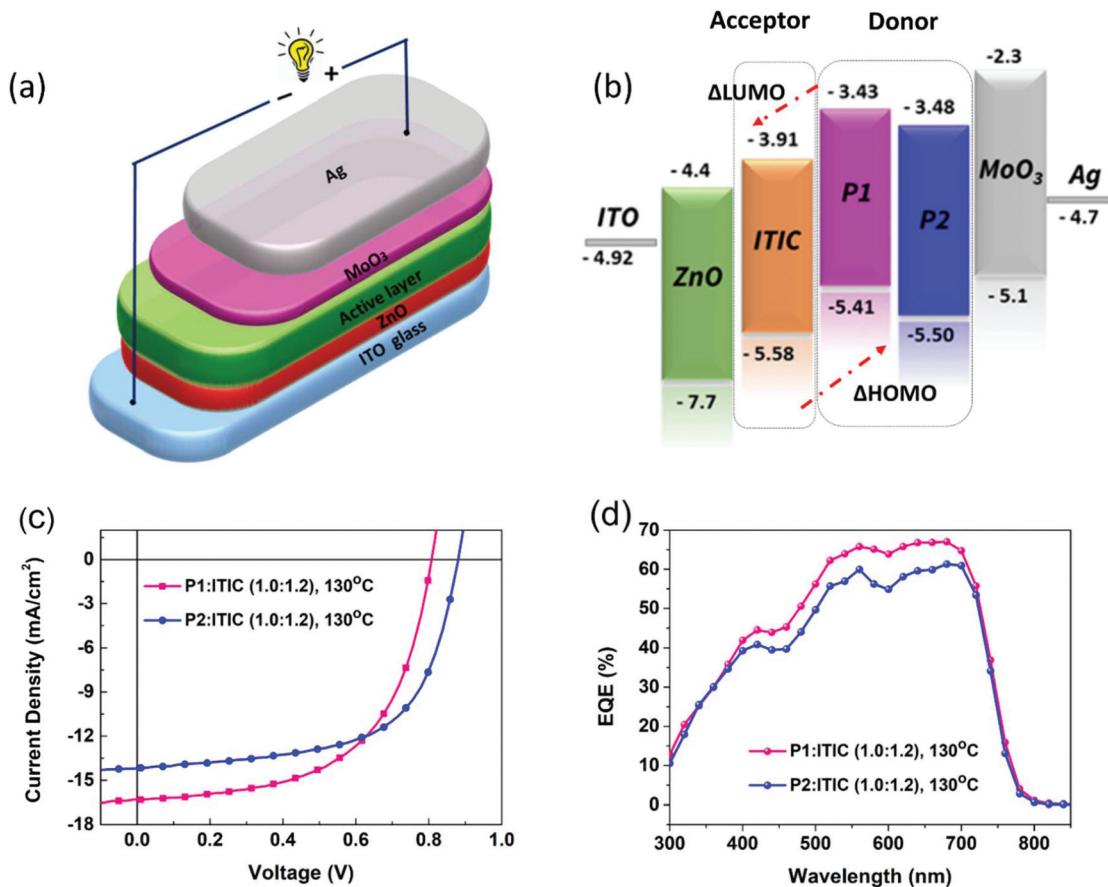 (a)
− +
Ag
MoO₃
Active layer
ZnO
ITO glass
(b)
Acceptor Donor
ΔLUMO
ΔHOMO
ITO
- 4.92
- 4.4
ZnO
- 7.7
- 3.91
ITIC
- 5.58
- 3.43
P1
-5.41
- 3.48
P2
-5.50
-2.3
MoO₃
- 5.1
Ag
- 4.7
(c)
0
-3
-6
-9
-12
-15
-18
Current Density (mA/cm²)
P1:ITIC (1.0:1.2), 130°C
P2:ITIC (1.0:1.2), 130°C
0.0 0.2 0.4 0.6 0.8 1.0
Voltage (V)
(d)
70
60
50
40
30
20
10
0
EQE (%)
P1:ITIC (1.0:1.2), 130°C
P2:ITIC (1.0:1.2), 130°C
300 400 500 600 700 800
Wavelength (nm)